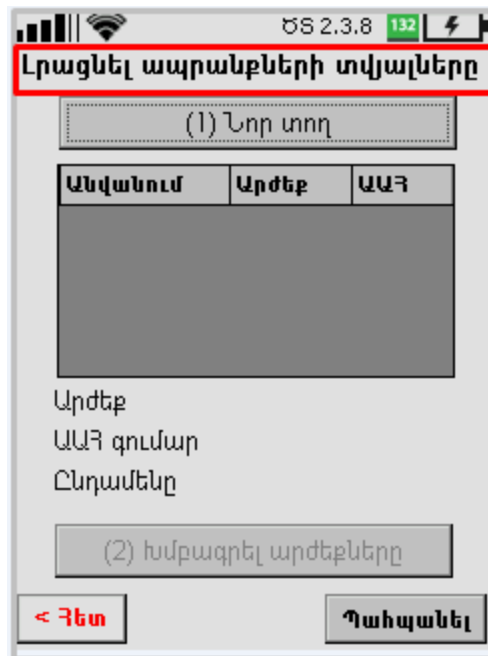 ԾՏ 2.3.8 132
Լրացնել ապրանքների տվյալները
(1) Նոր տող
Անվանում Արժեք ԱԱՀ
Արժեք
ԱԱՀ գումար
Ընդամենը
(2) Խմբագրել արժեքները
< Հետ Պահպանել